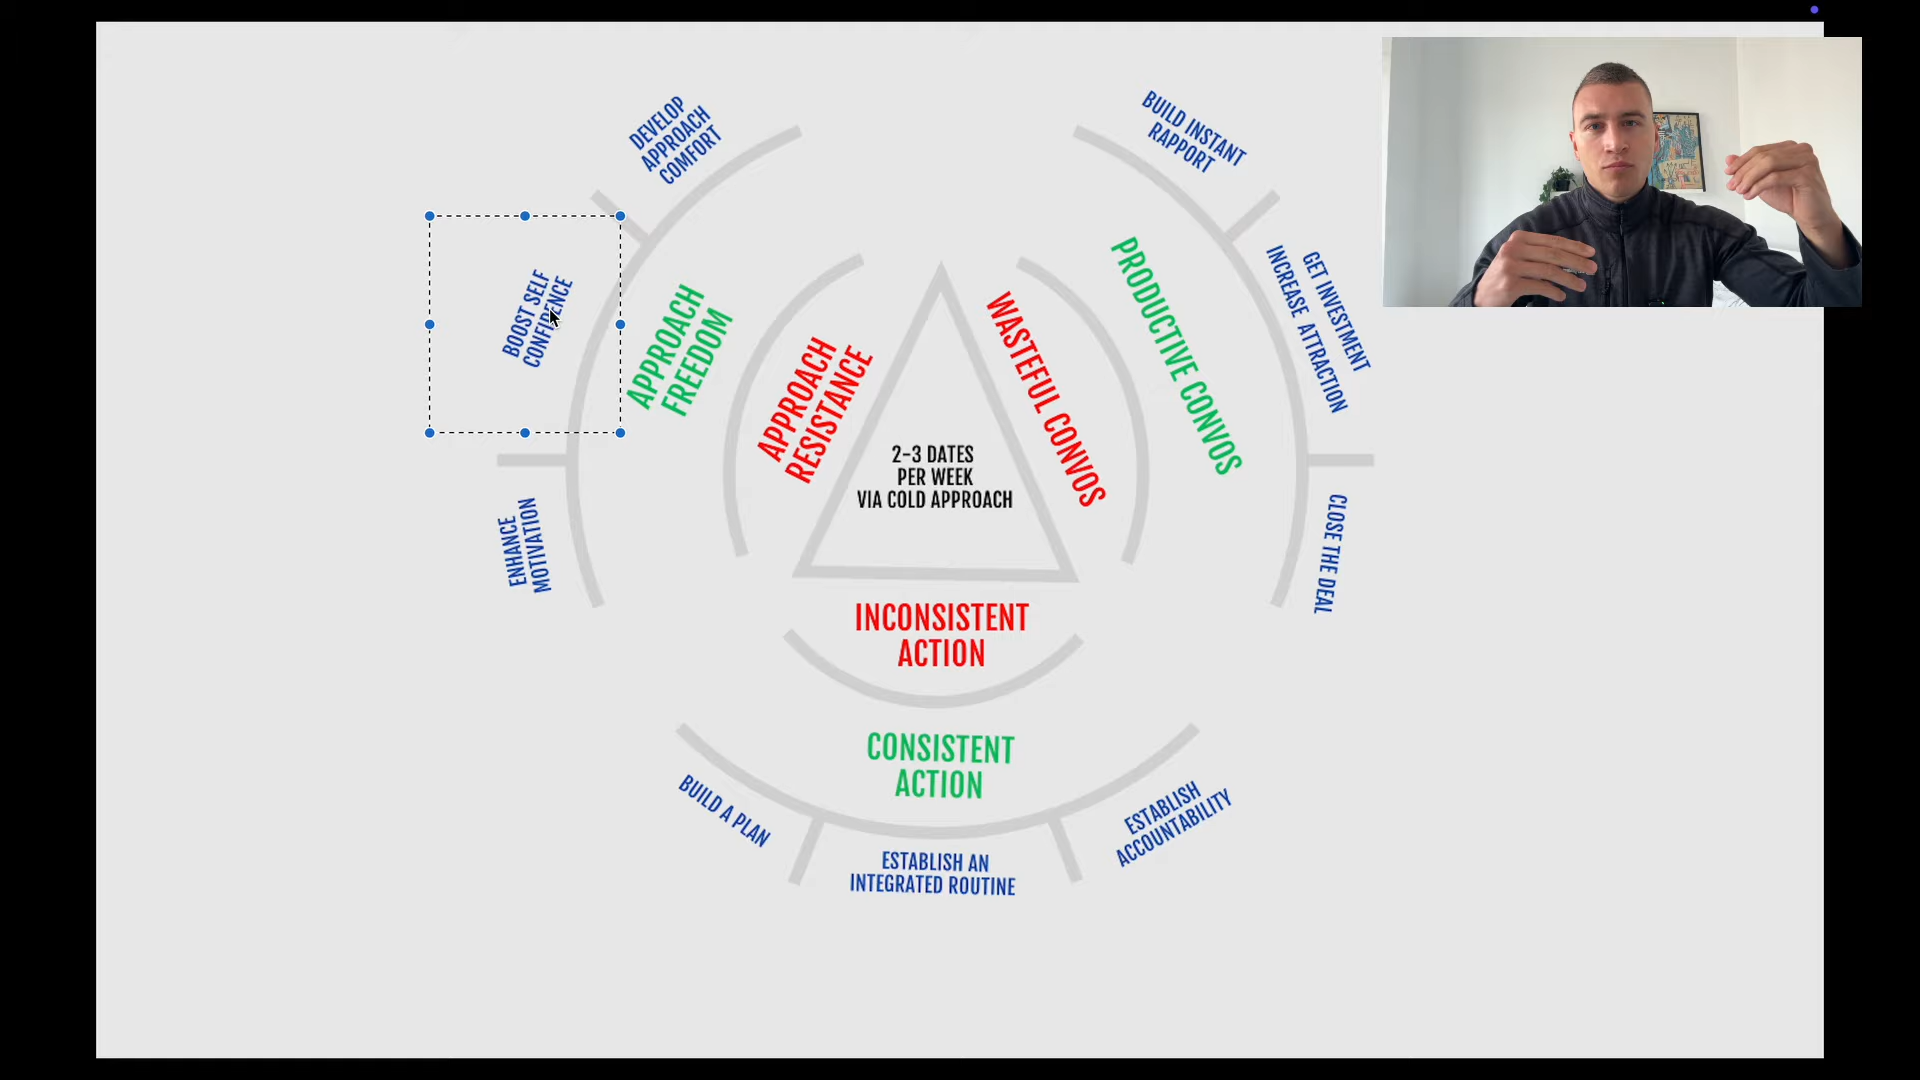 DEVELOP
APPROACH
COMFORT
BUILD INSTANT
RAPPORT
BOOST SELF
CONFIDENCE
APPROACH
FREEDOM
APPROACH
RESISTANCE
WASTEFUL CONVOS
PRODUCTIVE CONVOS
GET INVESTMENT
INCREASE ATTRACTION
2-3 DATES
PER WEEK
VIA COLD APPROACH
ENHANCE
MOTIVATION
CLOSE THE DEAL
INCONSISTENT
ACTION
CONSISTENT
ACTION
BUILD A PLAN
ESTABLISH AN
INTEGRATED ROUTINE
ESTABLISH
ACCOUNTABILITY